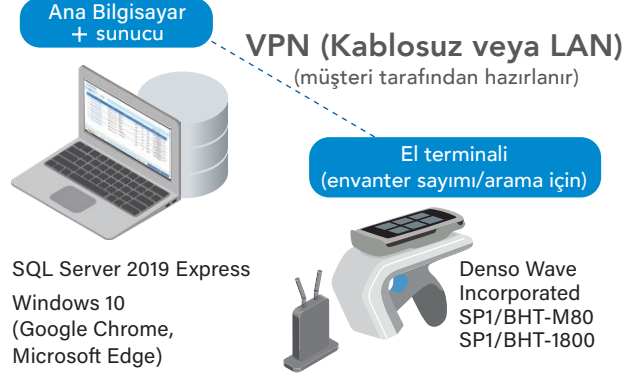 Ana Bilgisayar
+ sunucu
VPN (Kablosuz veya LAN)
(müşteri tarafından hazırlanır)
El terminali
(envanter sayımı/arama için)
SQL Server 2019 Express
Windows 10
(Google Chrome,
Microsoft Edge)
Denso Wave
Incorporated
SP1/BHT-M80
SP1/BHT-1800